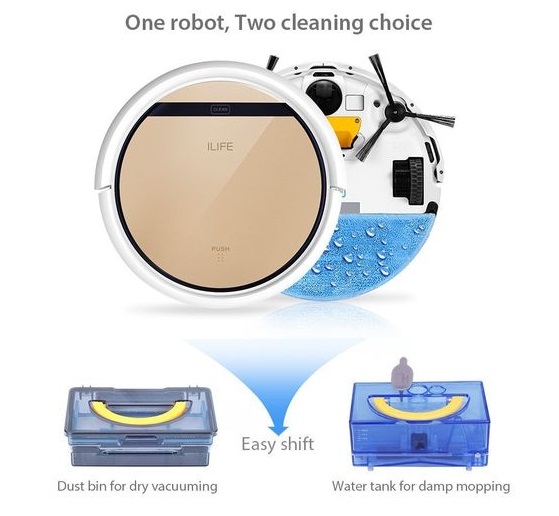 One robot, Two cleaning choice
CLEAN
ILIFE
PUSH
Easy shift
Dust bin for dry vacuuming
Water tank for damp mopping